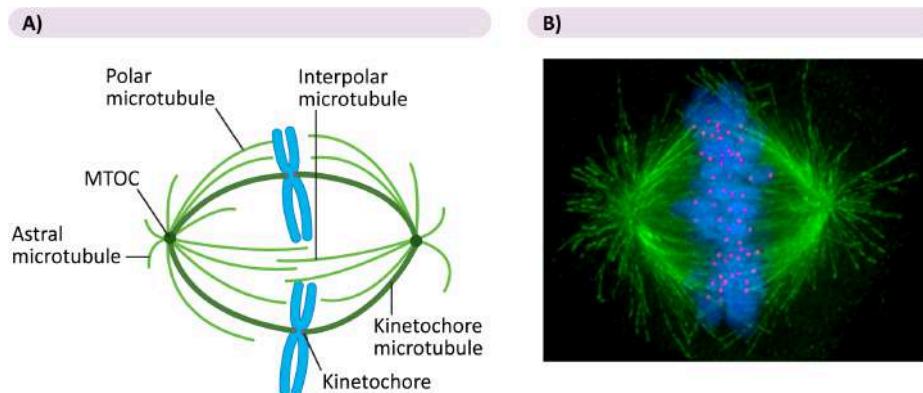 A)
B)
Polar
microtubule
Interpolar
microtubule
MTOC
Astral
microtubule
Kinetochore
microtubule
Kinetochore